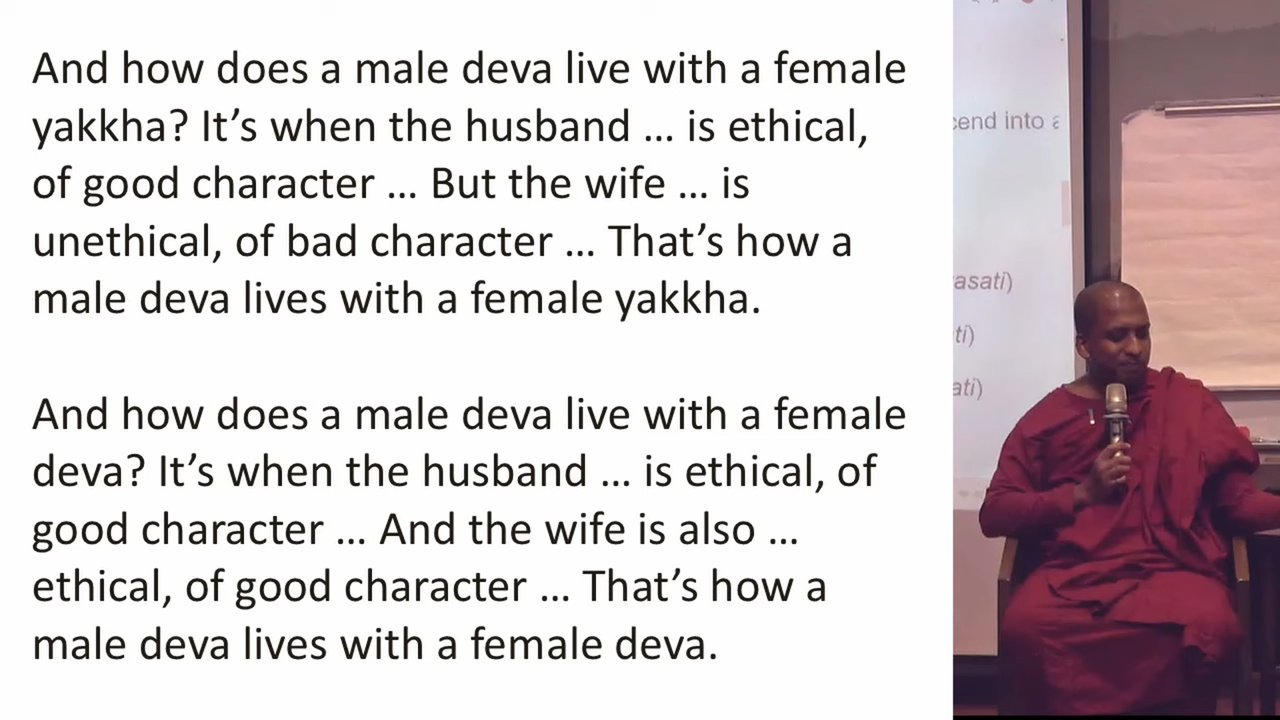 And how does a male deva live with a female
yakkha? It’s when the husband ... is ethical,
of good character ... But the wife ... is
unethical, of bad character ... That’s how a
male deva lives with a female yakkha.
And how does a male deva live with a female
deva? It’s when the husband ... is ethical, of
good character ... And the wife is also ...
ethical, of good character ... That’s how a
male deva lives with a female deva.
into
asati)
ti)
ati)